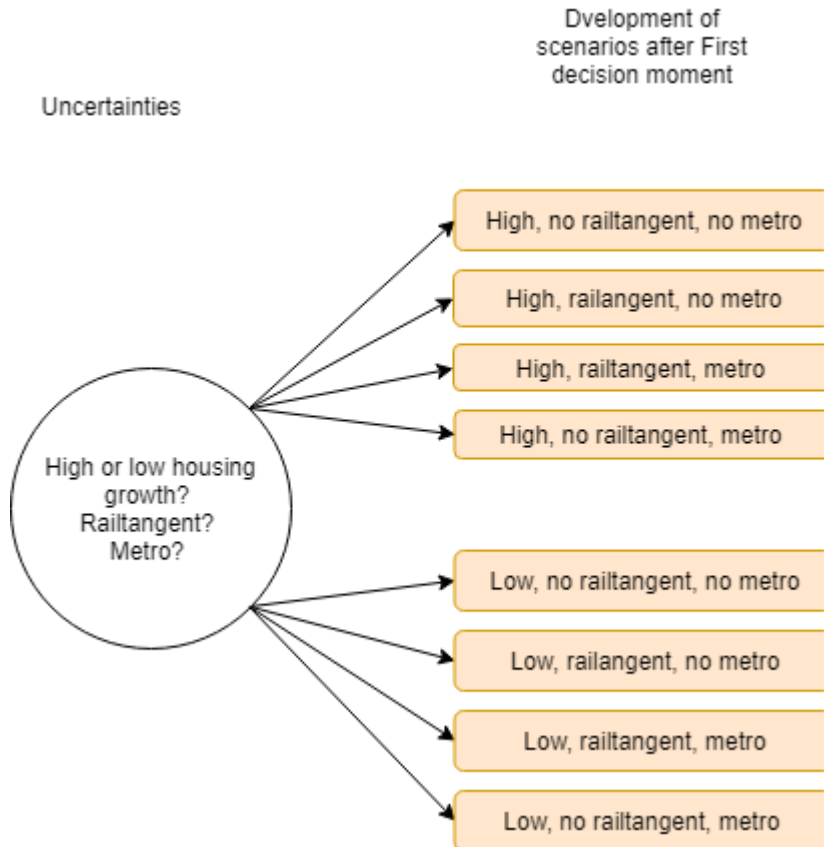 Dvelopment of
scenarios after First
decision moment
Uncertainties
High, no railtangent, no metro
High, railangent, no metro
High, railtangent, metro
High, no railtangent, metro
High or low housing
growth?
Railtangent?
Metro?
Low, no railtangent, no metro
Low, railangent, no metro
Low, railtangent, metro
Low, no railtangent, metro